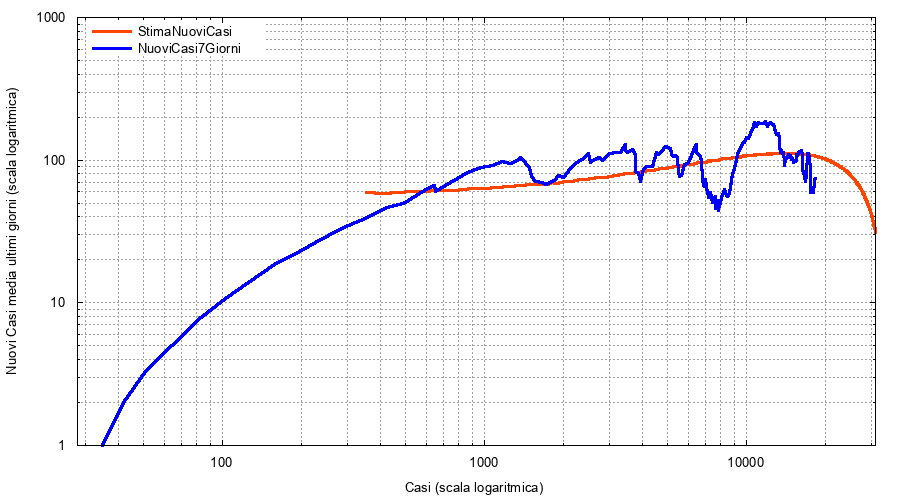 1000
StimaNuoviCasi
NuoviCasi7Giorni
100
10
1
Nuovi Casi media ultimi giorni (scala logaritmica)
100 1000 10000
Casi (scala logaritmica)